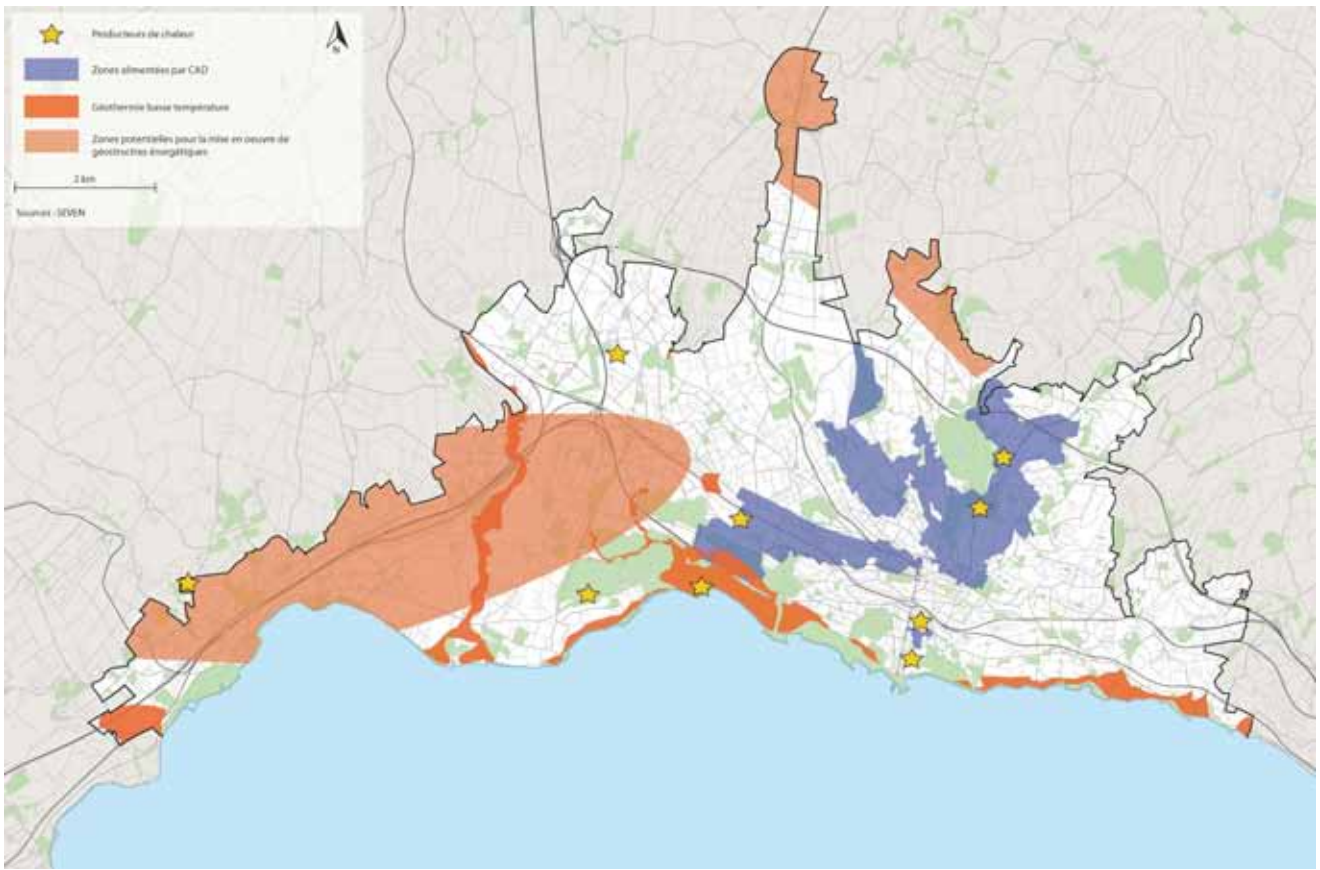 Producteurs de chaleur
N
Zones alimentées par CAD
Géothermie basse température
Zones potentielles pour la mise en oeuvre de
géostructres énergétiques
2 km
Sources : SEVEN